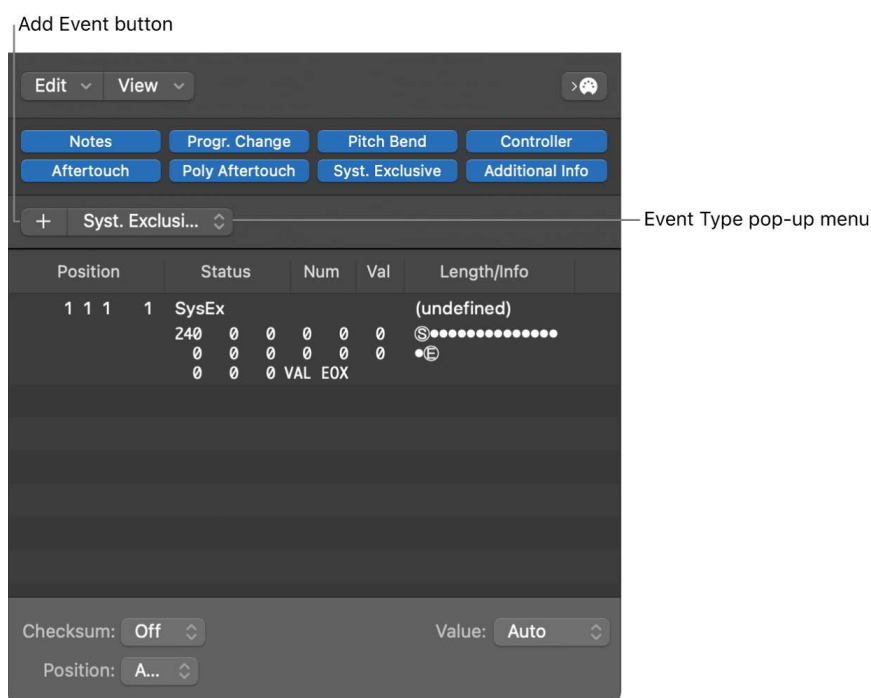 Add Event button
Edit View
Notes Progr. Change Pitch Bend Controller
Aftertouch Poly Aftertouch Syst. Exclusive Additional Info
+ Syst. Exclusi... Event Type pop-up menu
Position Status Num Val Length/Info
1 1 1 1 SysEx (undefined)
240 0 0 0 0 0 Ⓢ••••••••••••••
0 0 0 0 0 0 •Ⓔ
0 0 0 VAL EOX
Checksum: Off Value: Auto
Position: A...